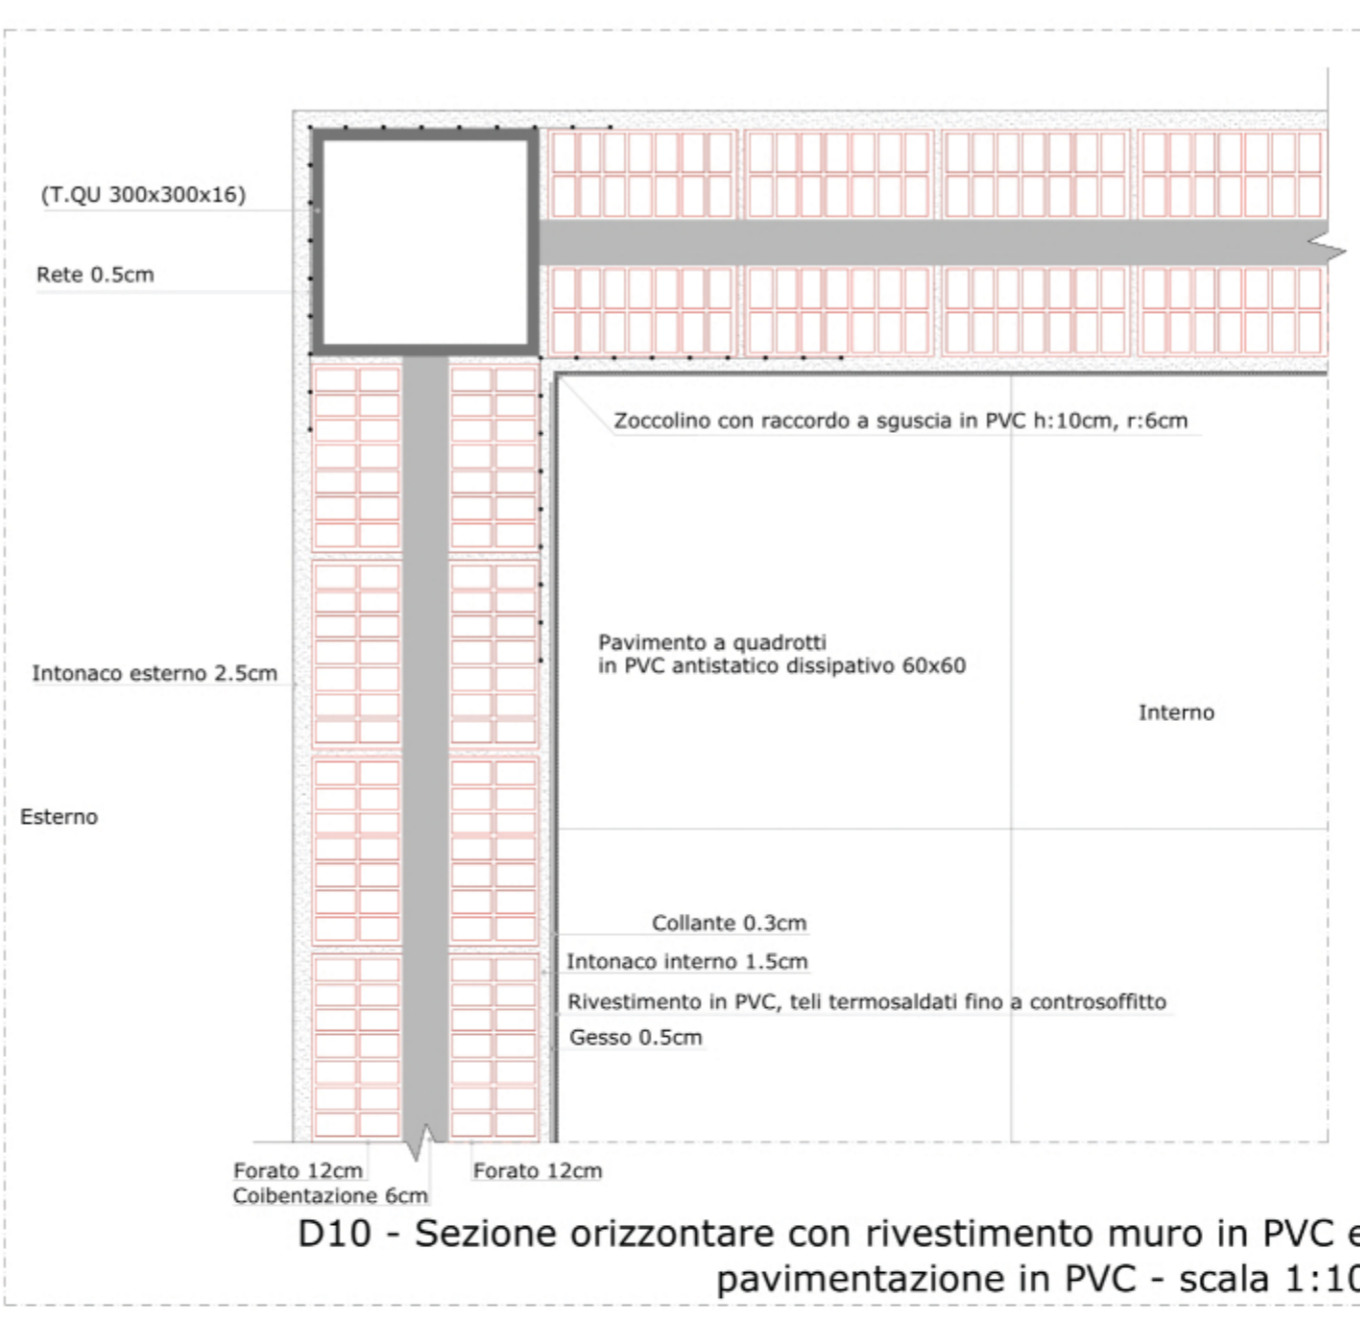 (T.QU 300x300x16)
Rete 0.5cm
Zoccolino con raccordo a sguscia in PVC h:10cm, r:6cm
Pavimento a quadrotti
in PVC antistatico dissipativo 60x60
Intonaco esterno 2.5cm
Interno
Esterno
Collante 0.3cm
Intonaco interno 1.5cm
Rivestimento in PVC, teli termosaldati fino a controsoffitto
Gesso 0.5cm
Forato 12cm
Forato 12cm
Coibentazione 6cm
D10 - Sezione orizzontare con rivestimento muro in PVC e
pavimentazione in PVC - scala 1:10